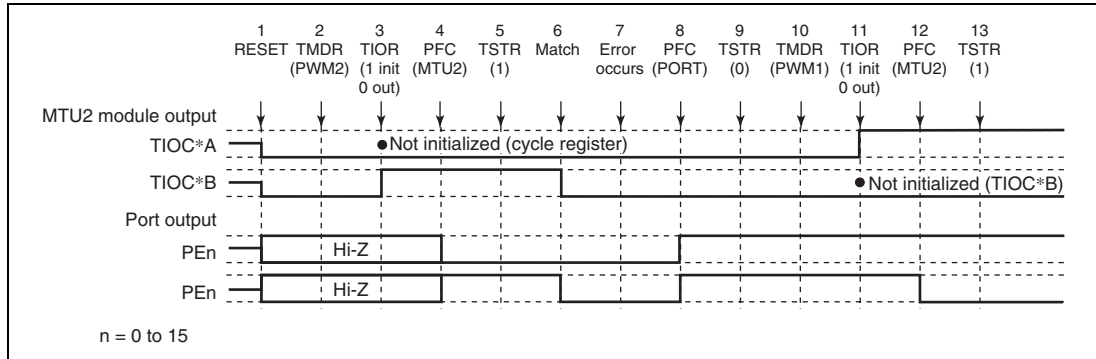 1 2 3 4 5 6 7 8 9 10 11 12 13
RESET TMDR TIOR PFC TSTR Match Error PFC TSTR TMDR TIOR PFC TSTR
(PWM2) (1 init (MTU2) (1) occurs (PORT) (0) (PWM1) (1 init (MTU2) (1)
0 out) 0 out)
MTU2 module output
TIOC*A ●Not initialized (cycle register)
TIOC*B ●Not initialized (TIOC*B)
Port output
PEn Hi-Z
PEn Hi-Z
n = 0 to 15